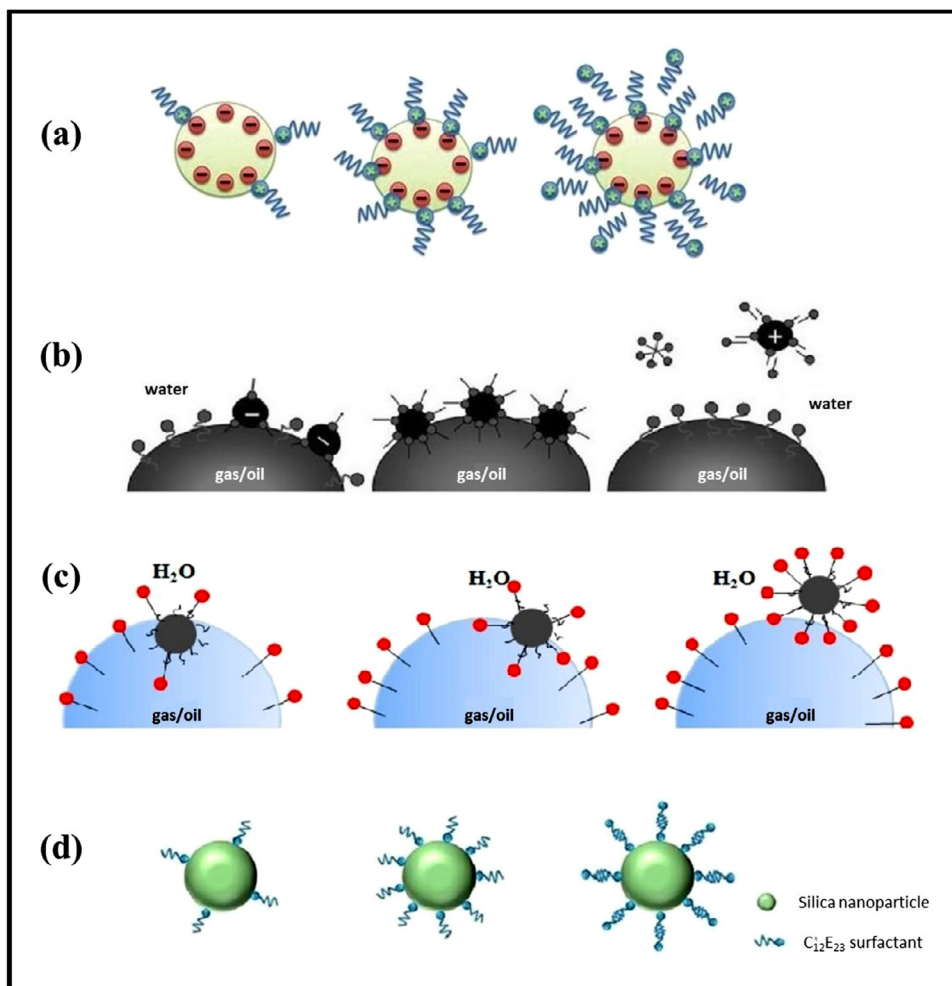 (a)
(b)
water
gas/oil
gas/oil
water
gas/oil
(c)
H₂O
gas/oil
H₂O
gas/oil
H₂O
gas/oil
(d)
Silica nanoparticle
C₁₂E₂₃ surfactant